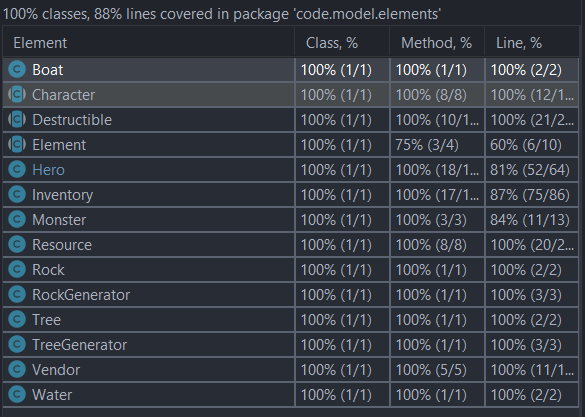 100% classes, 88% lines covered in package 'code.model.elements'
Element Class, % Method, % Line, %
Boat 100% (1/1) 100% (1/1) 100% (2/2)
Character 100% (1/1) 100% (8/8) 100% (12/1...
Destructible 100% (1/1) 100% (10/1... 100% (21/2...
Element 100% (1/1) 75% (3/4) 60% (6/10)
Hero 100% (1/1) 100% (18/1... 81% (52/64)
Inventory 100% (1/1) 100% (17/1... 87% (75/86)
Monster 100% (1/1) 100% (3/3) 84% (11/13)
Resource 100% (1/1) 100% (8/8) 100% (20/2...
Rock 100% (1/1) 100% (1/1) 100% (2/2)
RockGenerator 100% (1/1) 100% (1/1) 100% (3/3)
Tree 100% (1/1) 100% (1/1) 100% (2/2)
TreeGenerator 100% (1/1) 100% (1/1) 100% (3/3)
Vendor 100% (1/1) 100% (5/5) 100% (11/1...
Water 100% (1/1) 100% (1/1) 100% (2/2)